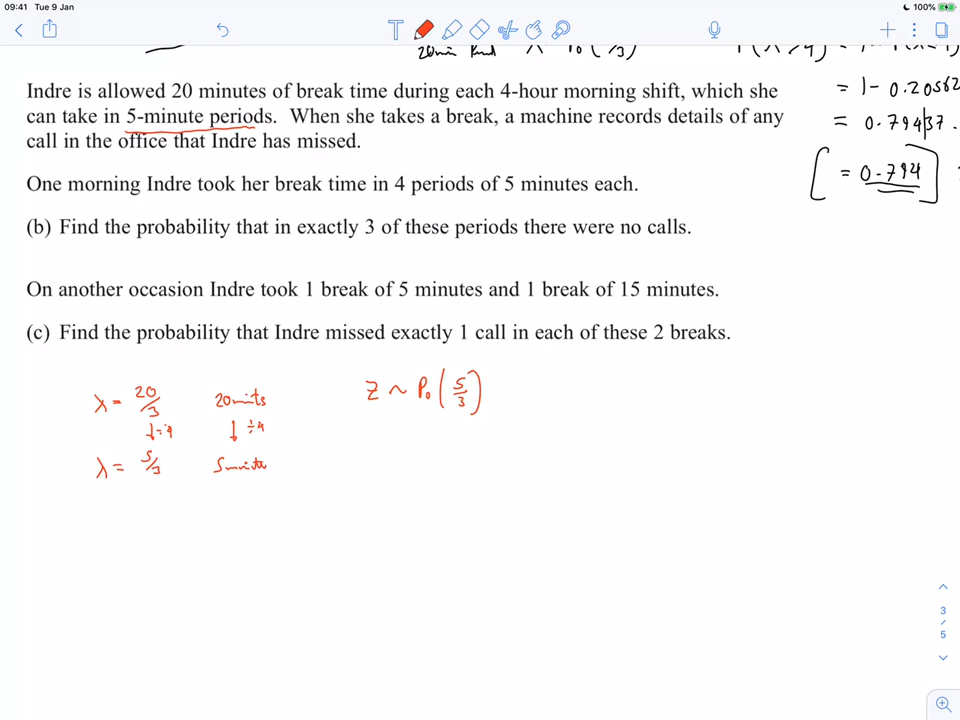 09:41 Tue 9 Jan
100%
20min
= 1 - 0.20562
= 0.79437.
[ = 0.794 ]
Indre is allowed 20 minutes of break time during each 4-hour morning shift, which she
can take in 5-minute periods. When she takes a break, a machine records details of any
call in the office that Indre has missed.
One morning Indre took her break time in 4 periods of 5 minutes each.
(b) Find the probability that in exactly 3 of these periods there were no calls.
On another occasion Indre took 1 break of 5 minutes and 1 break of 15 minutes.
(c) Find the probability that Indre missed exactly 1 call in each of these 2 breaks.
λ = 20/3 20 mints Z ~ Po(5/3)
↓ ÷4 ↓ ÷4
λ = 5/3 5 minute
3
/
5